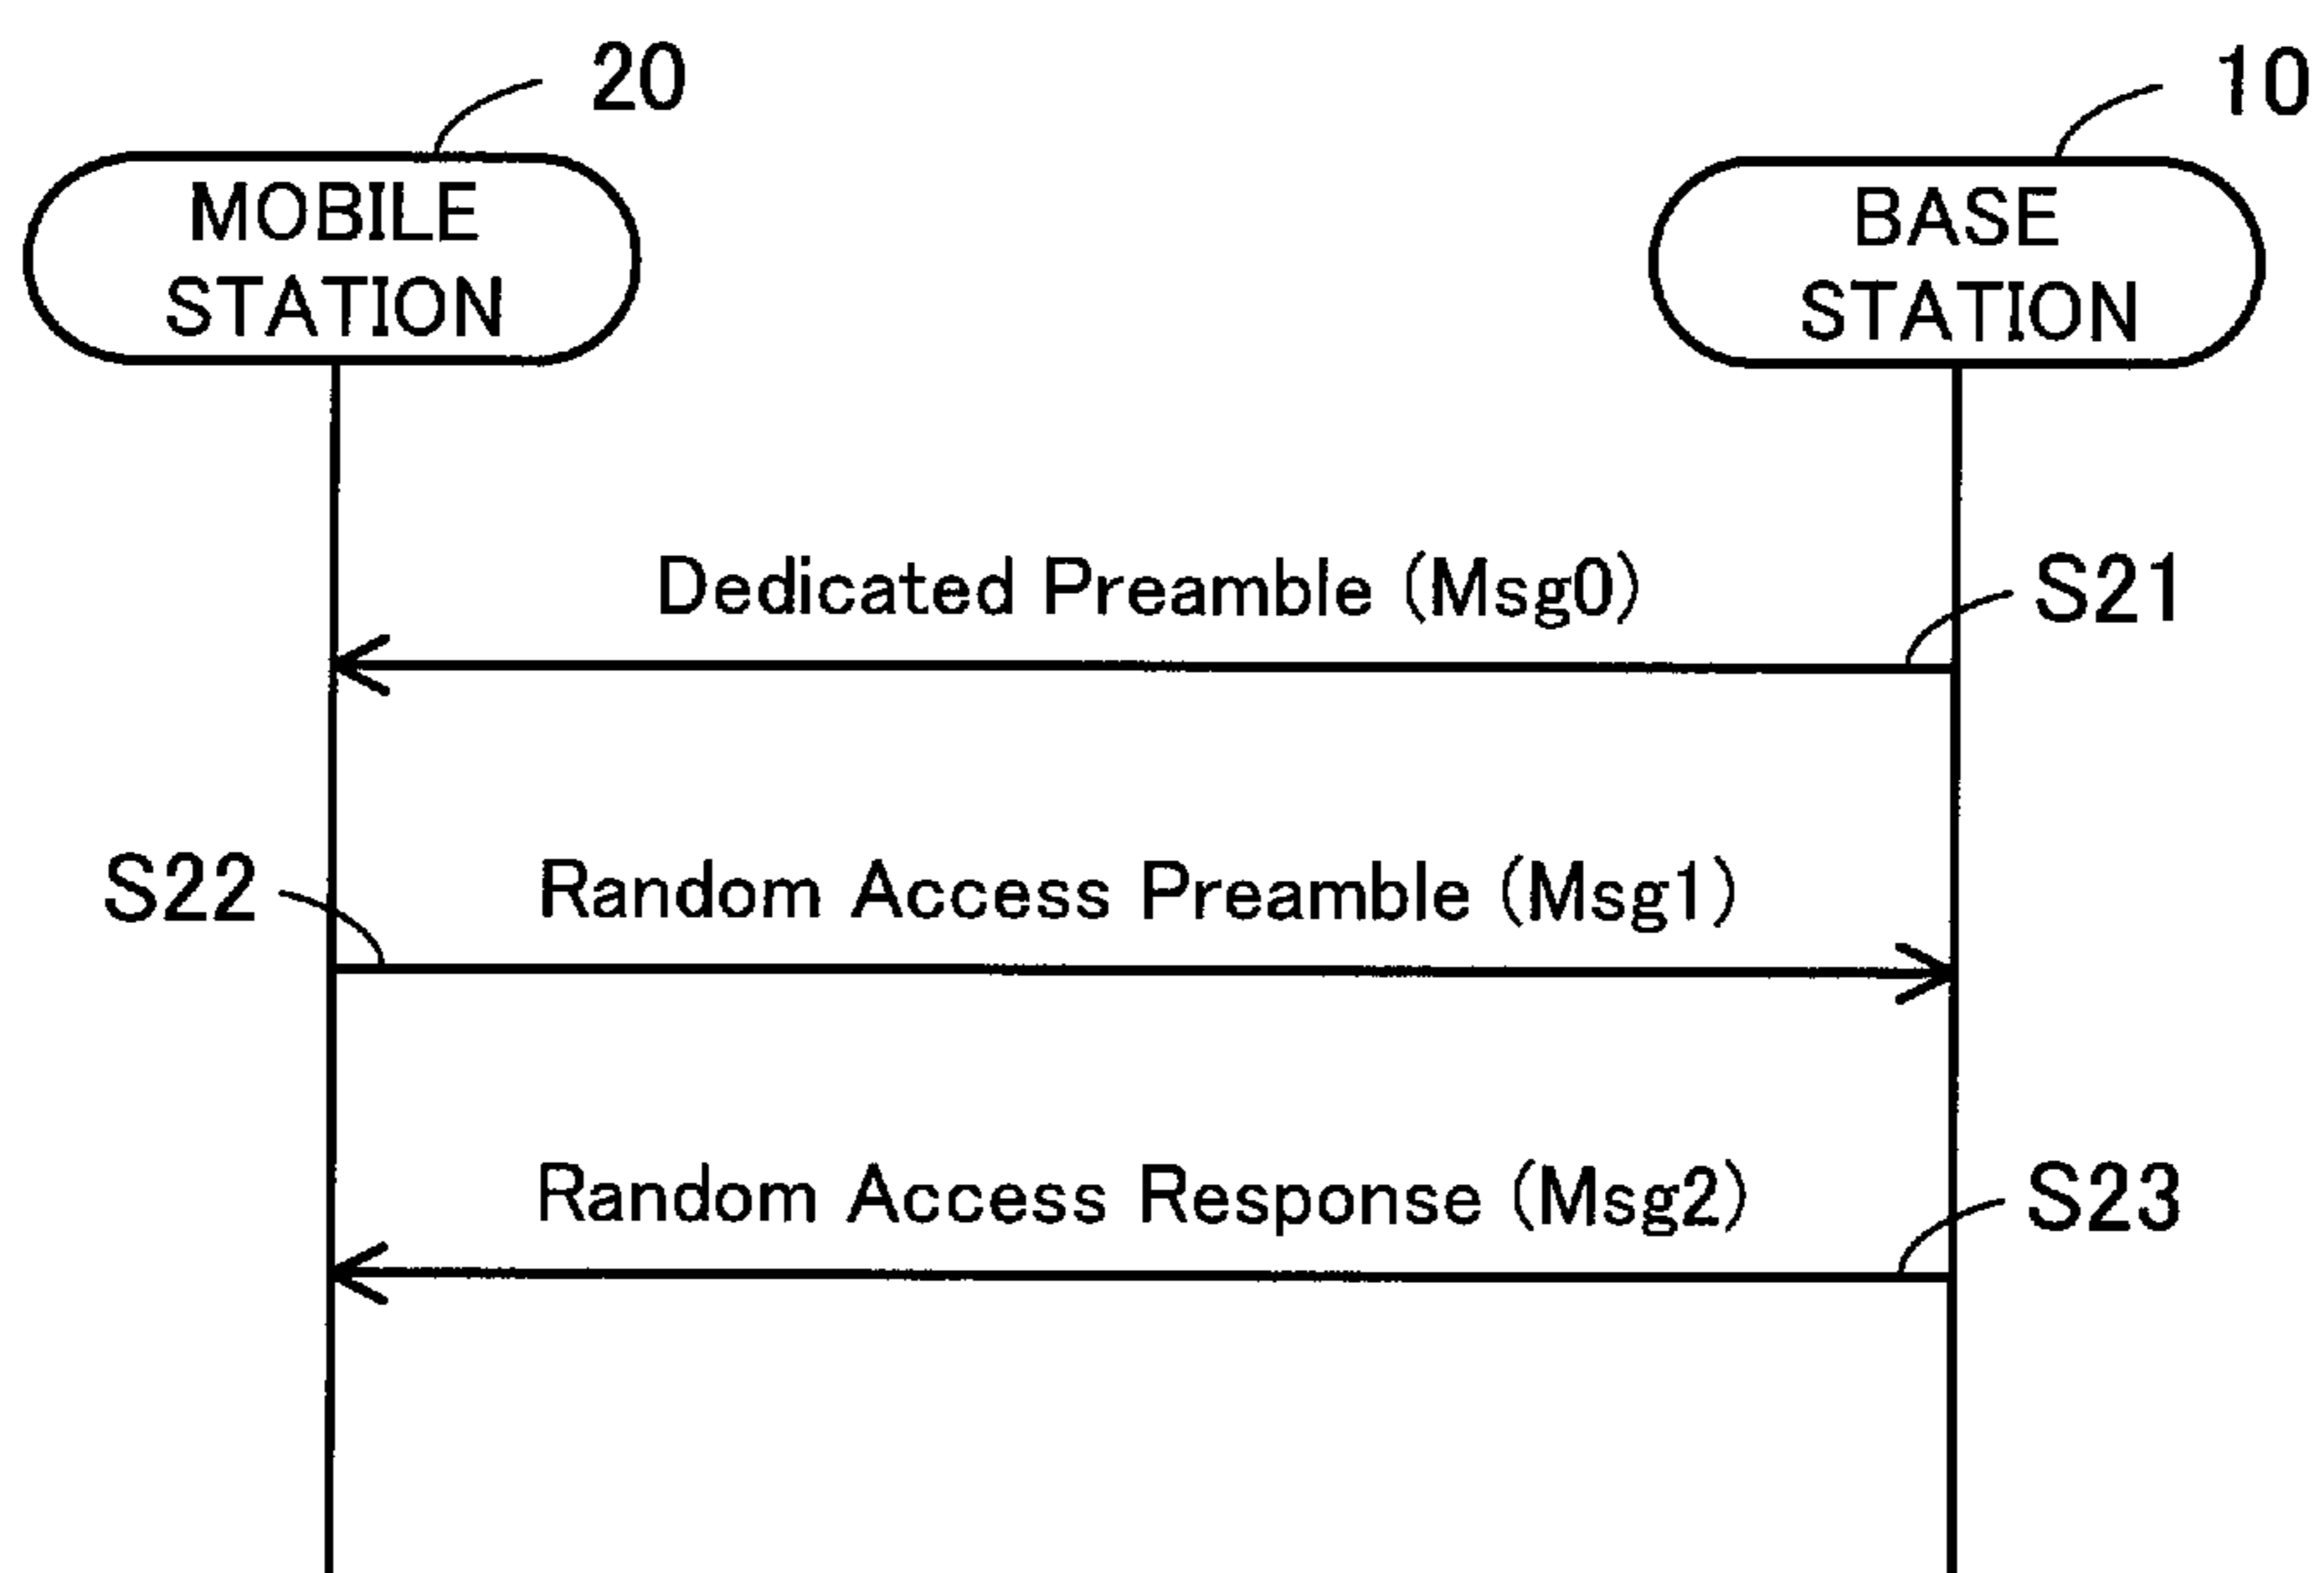 20
10
MOBILE
STATION
BASE
STATION
Dedicated Preamble (Msg0)
S21
S22
Random Access Preamble (Msg1)
Random Access Response (Msg2)
S23